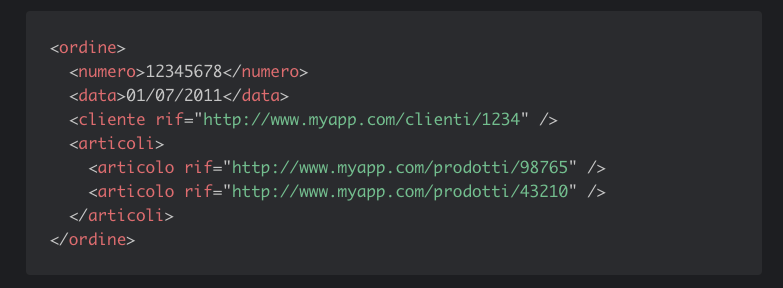 <ordine>
  <numero>12345678</numero>
  <data>01/07/2011</data>
  <cliente rif="http://www.myapp.com/clienti/1234" />
  <articoli>
    <articolo rif="http://www.myapp.com/prodotti/98765" />
    <articolo rif="http://www.myapp.com/prodotti/43210" />
  </articoli>
</ordine>